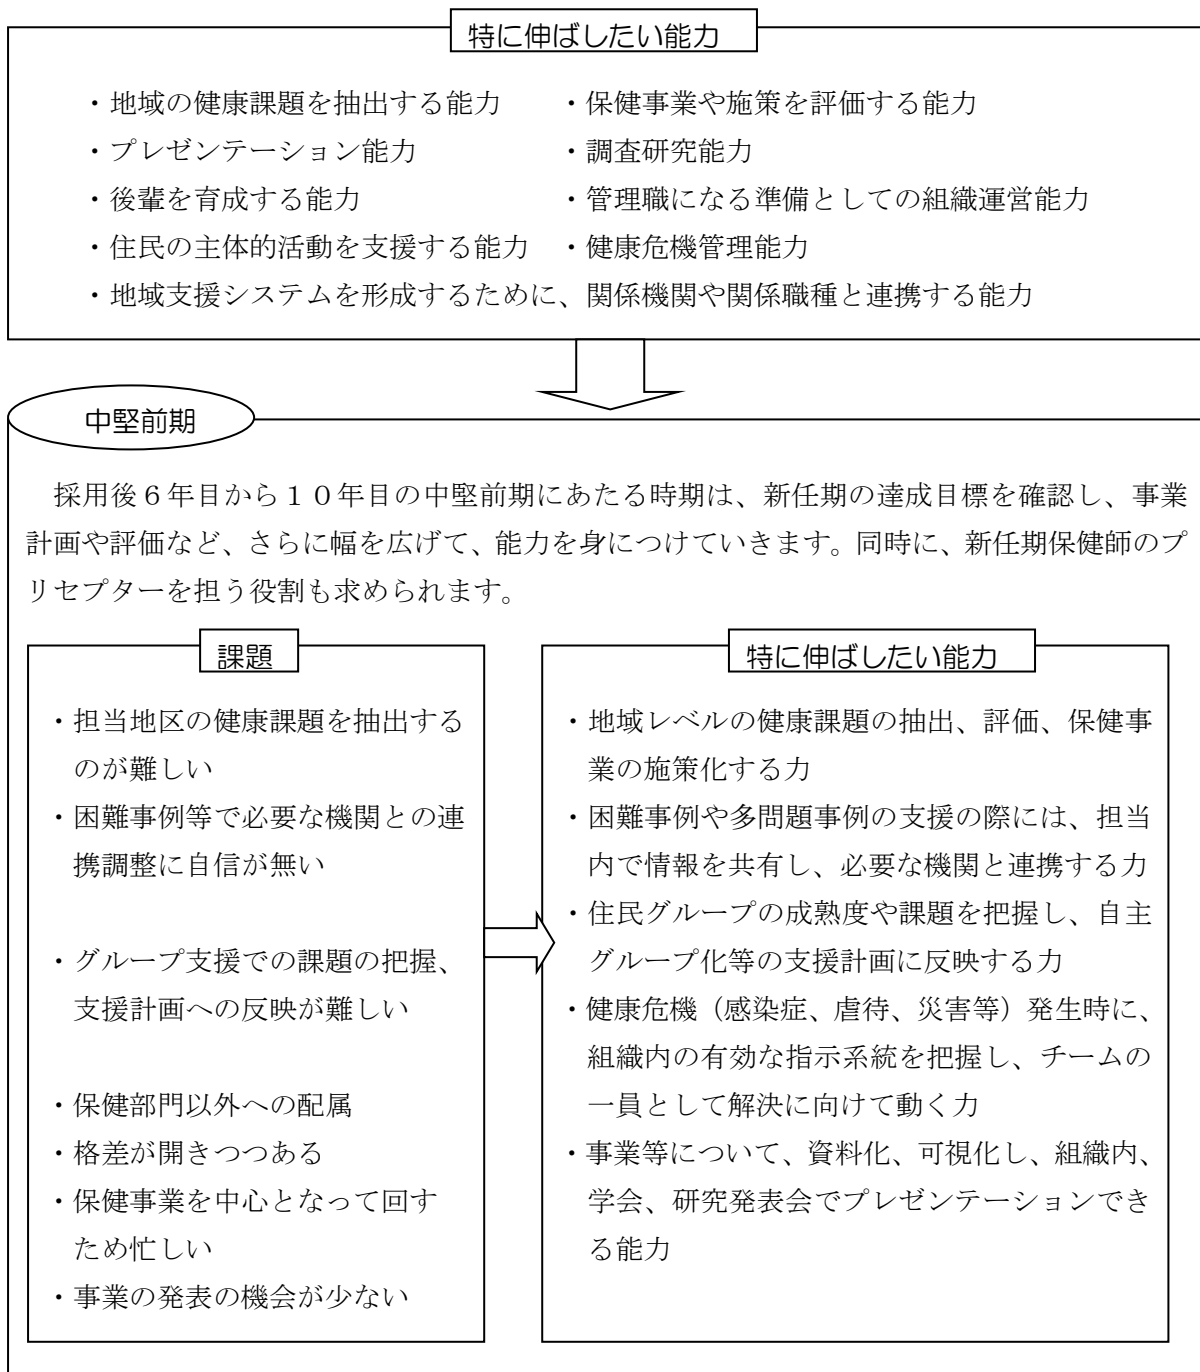 特に伸ばしたい能力
・地域の健康課題を抽出する能力 ・保健事業や施策を評価する能力
・プレゼンテーション能力 ・調査研究能力
・後輩を育成する能力 ・管理職になる準備としての組織運営能力
・住民の主体的活動を支援する能力 ・健康危機管理能力
・地域支援システムを形成するために、関係機関や関係職種と連携する能力
中堅前期
採用後6年目から10年目の中堅前期にあたる時期は、新任期の達成目標を確認し、事業
計画や評価など、さらに幅を広げて、能力を身につけていきます。同時に、新任期保健師のプ
リセプターを担う役割も求められます。
課題
・担当地区の健康課題を抽出する
のが難しい
・困難事例等で必要な機関との連
携調整に自信が無い
・グループ支援での課題の把握、
支援計画への反映が難しい
・保健部門以外への配属
・格差が開きつつある
・保健事業を中心となって回す
ため忙しい
・事業の発表の機会が少ない
特に伸ばしたい能力
・地域レベルの健康課題の抽出、評価、保健事
業の施策化する力
・困難事例や多問題事例の支援の際には、担当
内で情報を共有し、必要な機関と連携する力
・住民グループの成熟度や課題を把握し、自主
グループ化等の支援計画に反映する力
・健康危機（感染症、虐待、災害等）発生時に、
組織内の有効な指示系統を把握し、チームの
一員として解決に向けて動く力
・事業等について、資料化、可視化し、組織内、
学会、研究発表会でプレゼンテーションでき
る能力